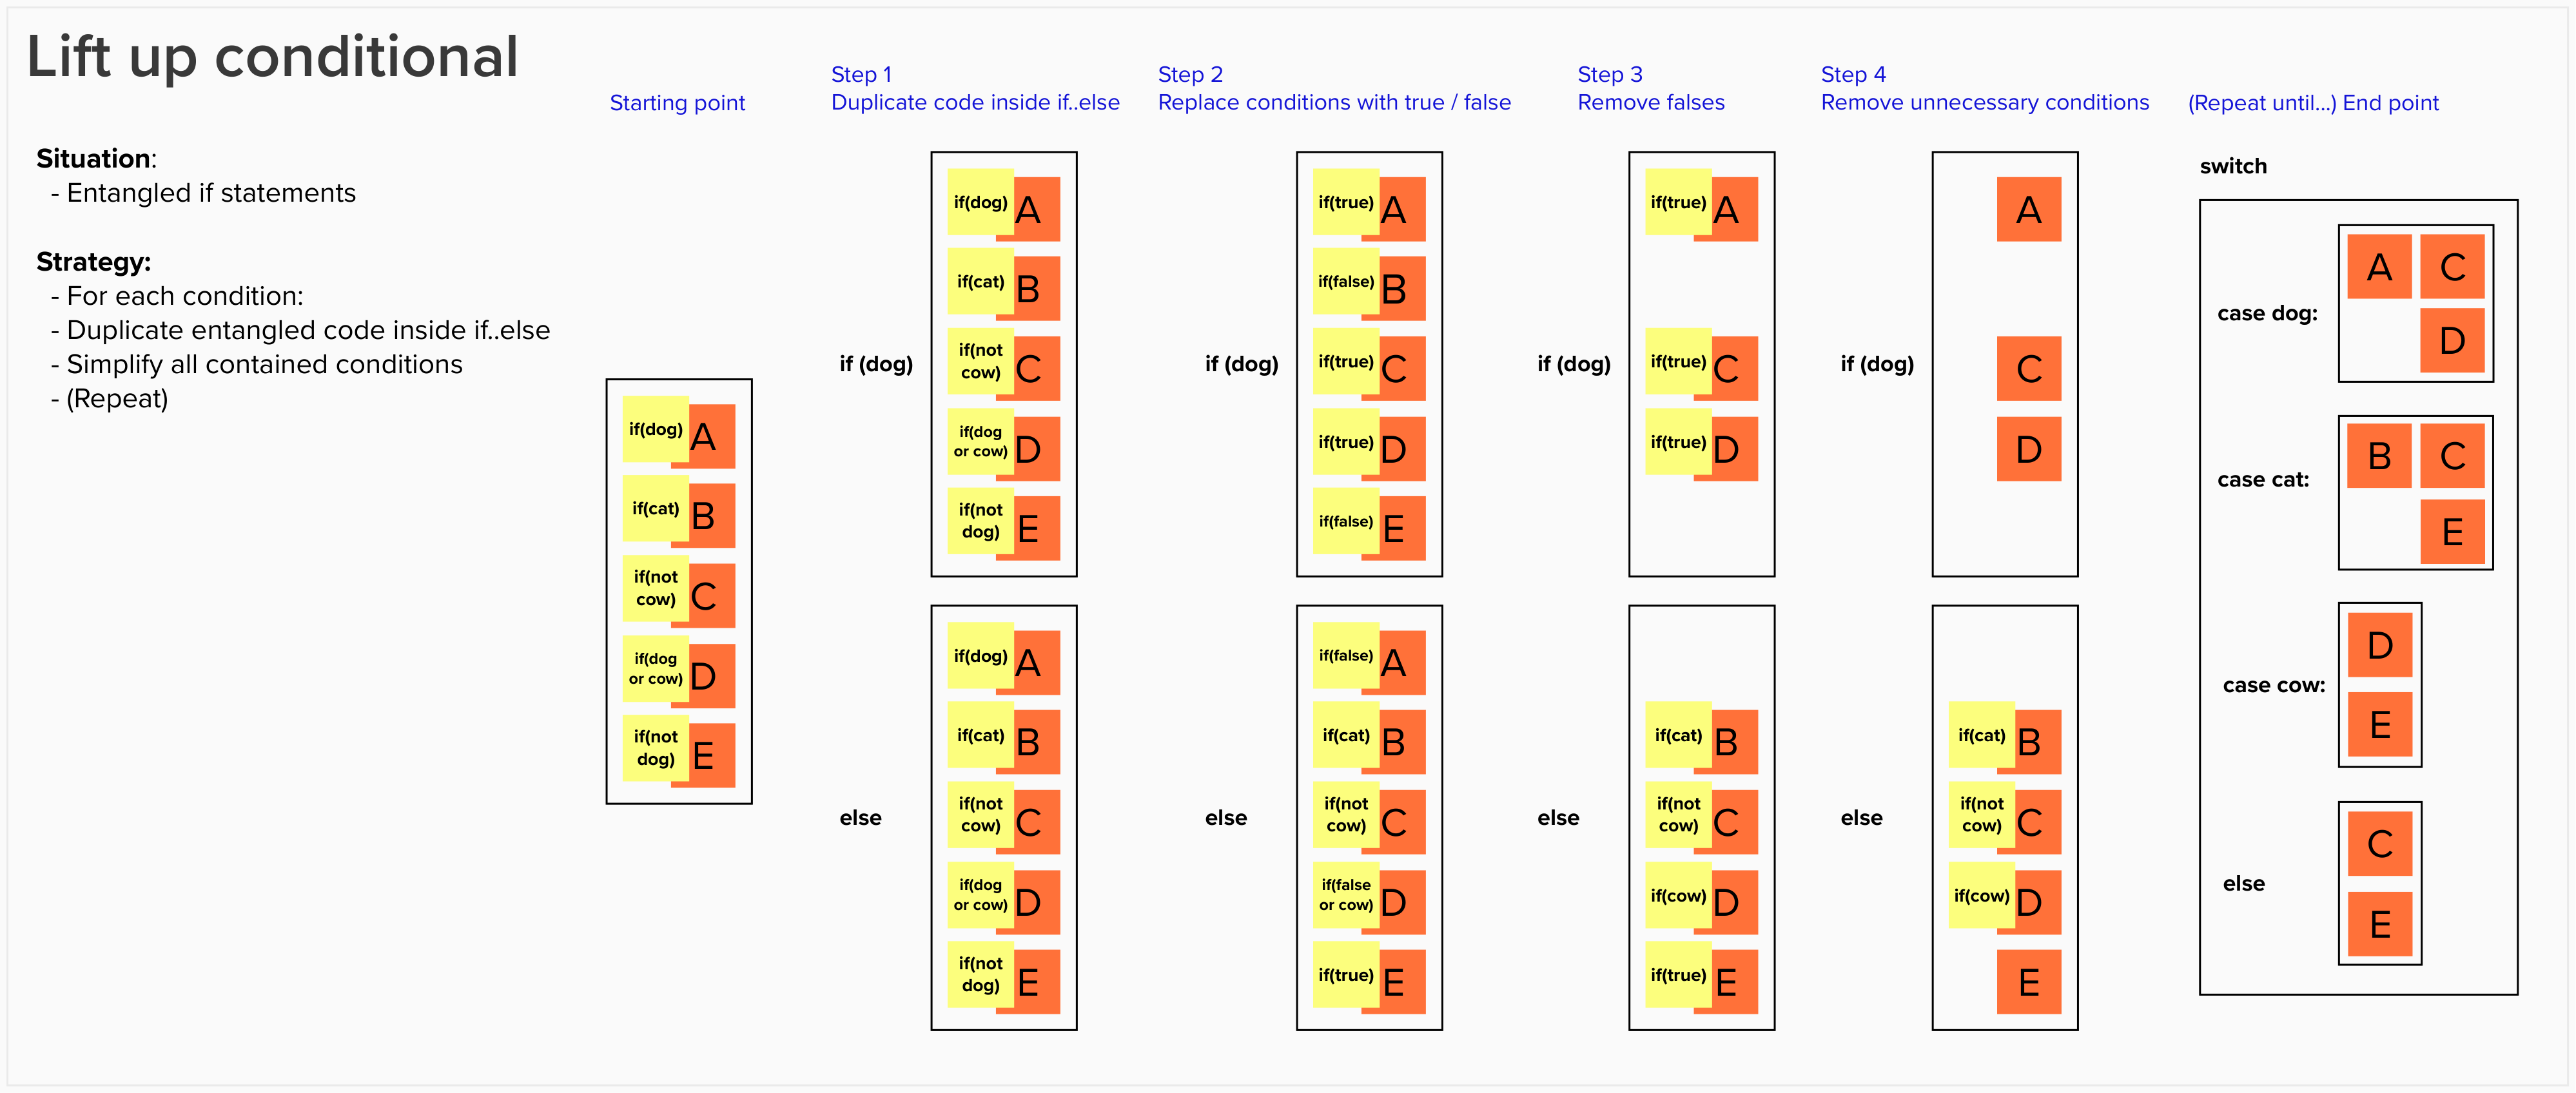 Lift up conditional
Situation:
- Entangled if statements
Strategy:
- For each condition:
- Duplicate entangled code inside if..else
- Simplify all contained conditions
- (Repeat)
Starting point
if(dog) A
if(cat) B
if(not
cow) C
if(dog
or cow) D
if(not
dog) E
Step 1
Duplicate code inside if..else
if (dog)
if(dog) A
if(cat) B
if(not
cow) C
if(dog
or cow) D
if(not
dog) E
else
if(dog) A
if(cat) B
if(not
cow) C
if(dog
or cow) D
if(not
dog) E
Step 2
Replace conditions with true / false
if (dog)
if(true) A
if(false) B
if(true) C
if(true) D
if(false) E
else
if(false) A
if(cat) B
if(not
cow) C
if(false
or cow) D
if(true) E
Step 3
Remove falses
if (dog)
if(true) A
if(true) C
if(true) D
else
if(cat) B
if(not
cow) C
if(cow) D
if(true) E
Step 4
Remove unnecessary conditions
if (dog)
A
C
D
else
if(cat) B
if(not
cow) C
if(cow) D
E
(Repeat until...) End point
switch
case dog:
A C
D
case cat:
B C
E
case cow:
D
E
else
C
E